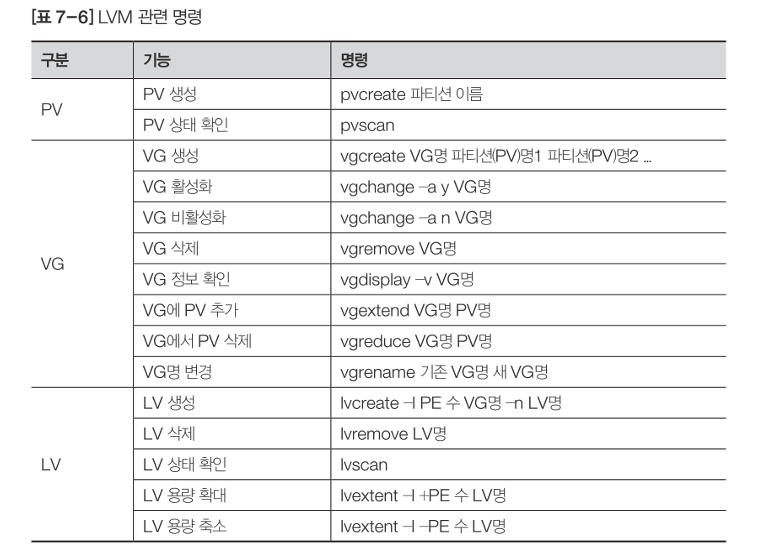 [표 7-6] LVM 관련 명령
구분 기능 명령
PV
PV 생성 pvcreate 파티션 이름
PV 상태 확인 pvscan
VG
VG 생성 vgcreate VG명 파티션(PV)명1 파티션(PV)명2 ...
VG 활성화 vgchange -a y VG명
VG 비활성화 vgchange -a n VG명
VG 삭제 vgremove VG명
VG 정보 확인 vgdisplay -v VG명
VG에 PV 추가 vgextend VG명 PV명
VG에서 PV 삭제 vgreduce VG명 PV명
VG명 변경 vgrename 기존 VG명 새 VG명
LV
LV 생성 lvcreate -l PE 수 VG명 -n LV명
LV 삭제 lvremove LV명
LV 상태 확인 lvscan
LV 용량 확대 lvextent -l +PE 수 LV명
LV 용량 축소 lvextent -l -PE 수 LV명